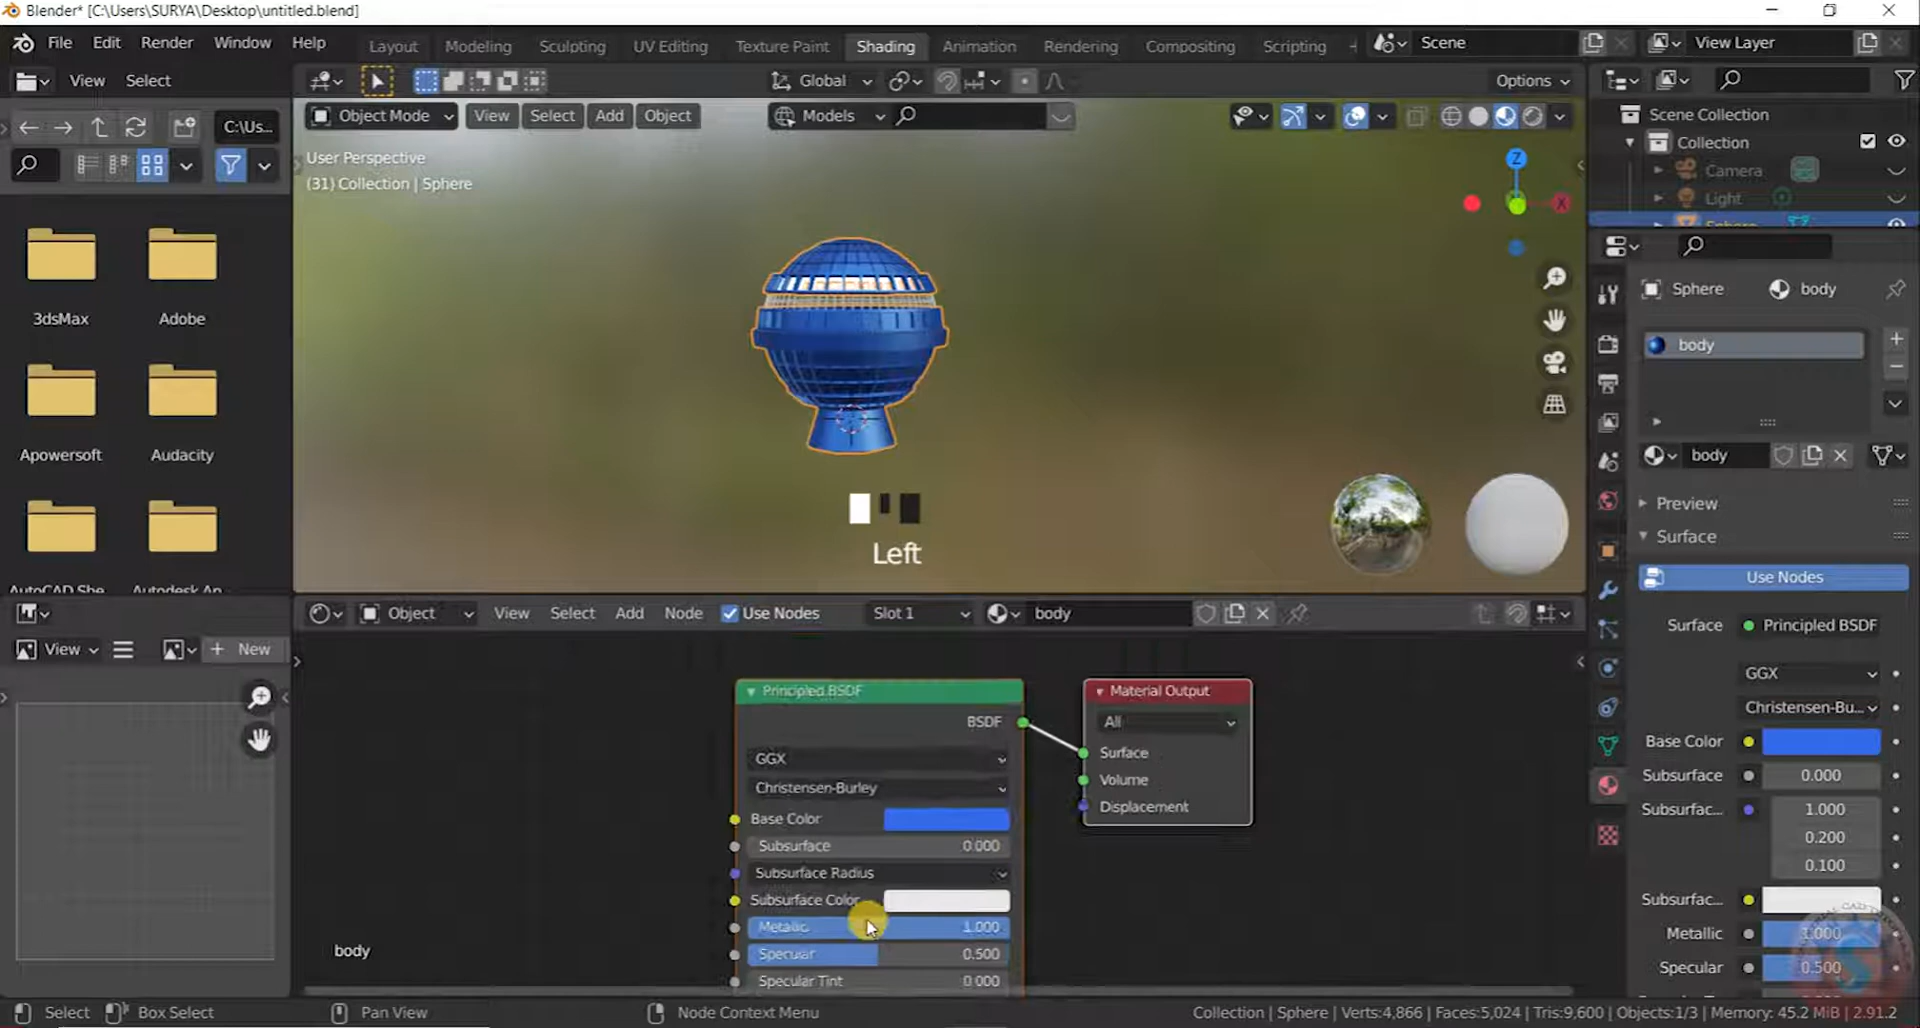 Blender* [C:\Users\SURYA\Desktop\untitled.blend]
File Edit Render Window Help Layout Modeling Sculpting UV Editing Texture Paint Shading Animation Rendering Compositing Scripting Scene View Layer
View Select Global Options
Object Mode View Select Add Object Models
C:\Us...
User Perspective
(31) Collection | Sphere
Z
X
Scene Collection
Collection
Camera
Light
Sphere
3dsMax Adobe
Apowersoft Audacity
AutoCAD She Autodesk An
Left
Sphere body
body
body
Preview
Surface
Use Nodes
Surface Principled BSDF
GGX
Christensen-Bu...
Base Color
Subsurface 0.000
Subsurfac... 1.000
0.200
0.100
Subsurfac...
Metallic 1.000
Specular 0.500
Object View Select Add Node Use Nodes Slot 1 body
View New
Principled BSDF
BSDF
GGX
Christensen-Burley
Base Color
Subsurface 0.000
Subsurface Radius
Subsurface Color
Metallic 1.000
Specular 0.500
Specular Tint 0.000
Material Output
All
Surface
Volume
Displacement
body
Select Box Select Pan View Node Context Menu Collection | Sphere | Verts:4,866 | Faces:5,024 | Tris:9,600 | Objects:1/3 | Memory: 45.2 MiB | 2.91.2